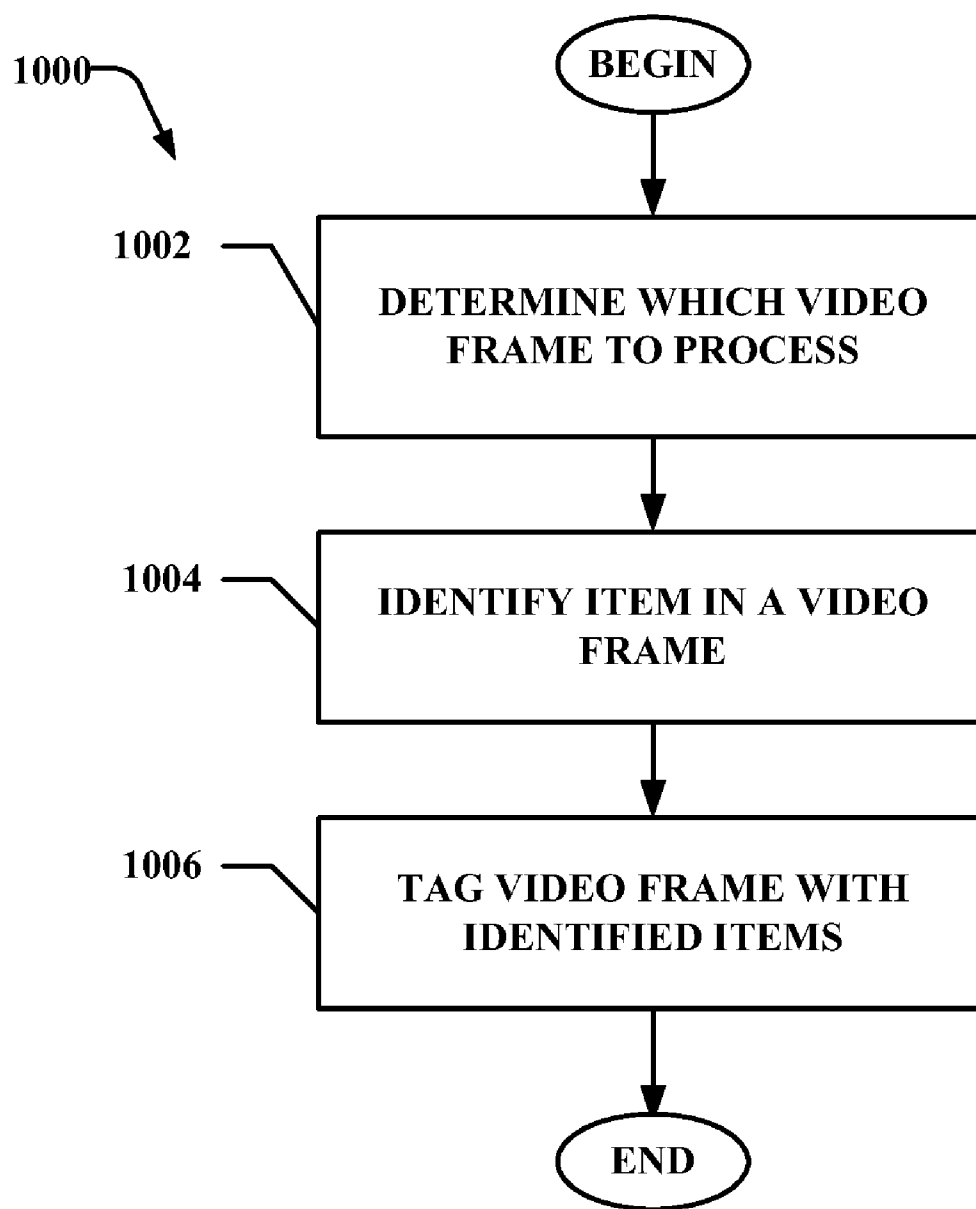 1000
BEGIN
1002
DETERMINE WHICH VIDEO
FRAME TO PROCESS
1004
IDENTIFY ITEM IN A VIDEO
FRAME
1006
TAG VIDEO FRAME WITH
IDENTIFIED ITEMS
END